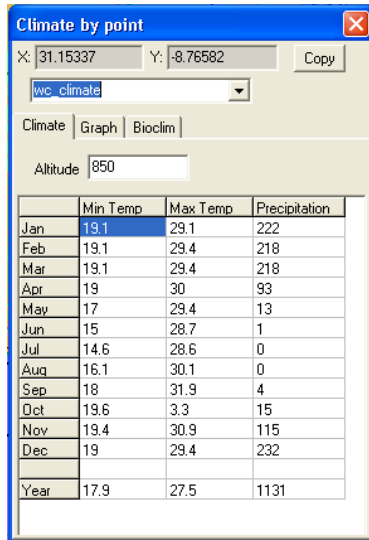 Climate by point
X: 31.15337 Y: -8.76582 Copy
wc_climate
Climate Graph Bioclim
Altitude 850
Min Temp Max Temp Precipitation
Jan 19.1 29.1 222
Feb 19.1 29.4 218
Mar 19.1 29.4 218
Apr 19 30 93
May 17 29.4 13
Jun 15 28.7 1
Jul 14.6 28.6 0
Aug 16.1 30.1 0
Sep 18 31.9 4
Oct 19.6 3.3 15
Nov 19.4 30.9 115
Dec 19 29.4 232
Year 17.9 27.5 1131